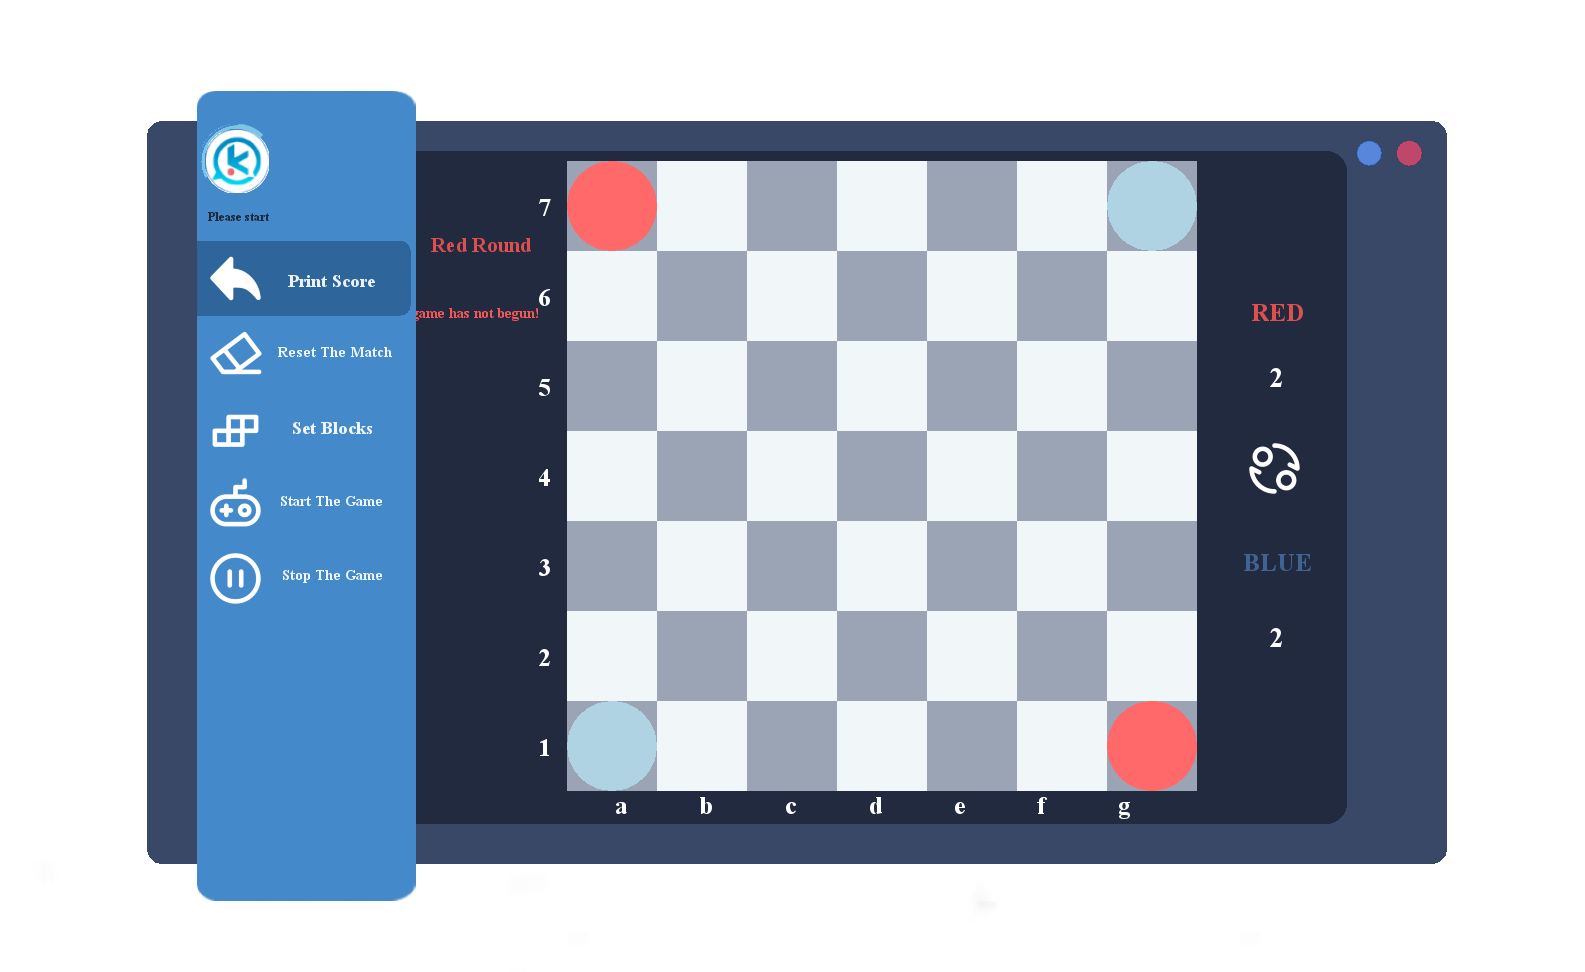 Please start
Print Score
Reset The Match
Set Blocks
Start The Game
Stop The Game
Red Round
game has not begun!
7
6
5
4
3
2
1
a b c d e f g
RED
2
BLUE
2